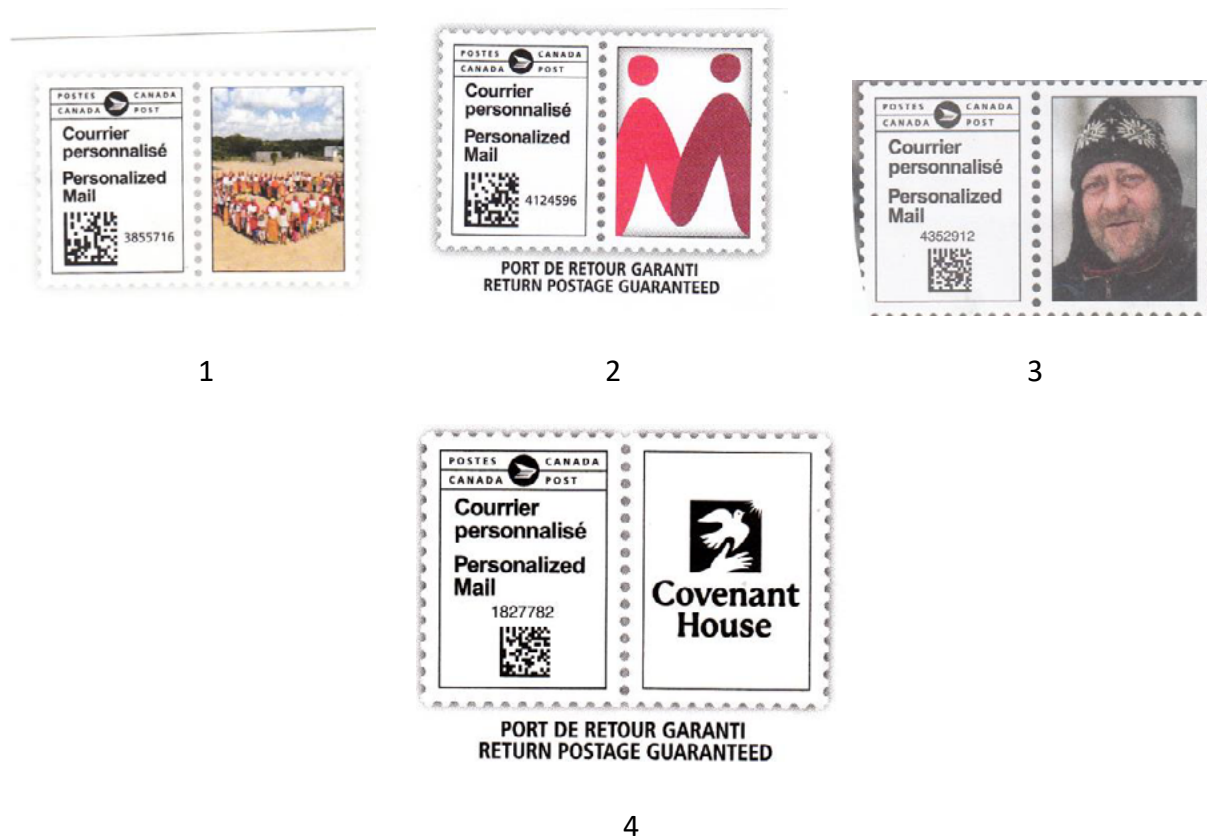 POSTES CANADA
CANADA POST
Courrier
personnalisé
Personalized
Mail
3855716
1
POSTES CANADA
CANADA POST
Courrier
personnalisé
Personalized
Mail
4124596
PORT DE RETOUR GARANTI
RETURN POSTAGE GUARANTEED
2
POSTES CANADA
CANADA POST
Courrier
personnalisé
Personalized
Mail
4352912
3
POSTES CANADA
CANADA POST
Courrier
personnalisé
Personalized
Mail
1827782
Covenant
House
PORT DE RETOUR GARANTI
RETURN POSTAGE GUARANTEED
4